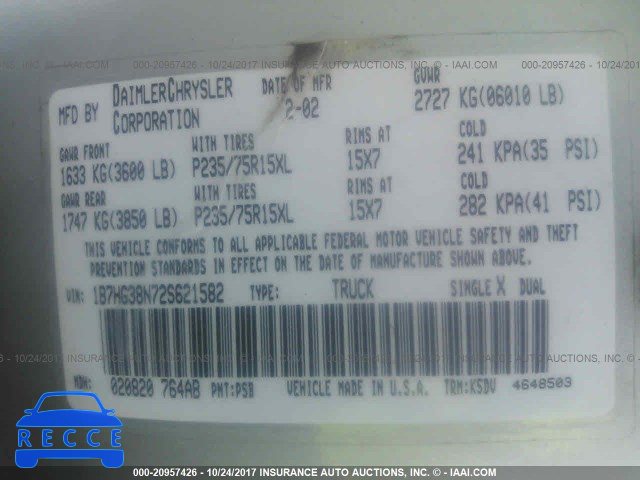 000-20957426 - 10/24/2017 INSURANCE AUTO AUCTIONS, INC. - IAAI.COM
MFD BY DAIMLERCHRYSLER CORPORATION
DATE OF MFR 2-02
GVWR 2727 KG(06010 LB)
GAWR FRONT WITH TIRES RIMS AT COLD
1633 KG(3600 LB) P235/75R15XL 15X7 241 KPA(35 PSI)
GAWR REAR WITH TIRES RIMS AT COLD
1747 KG(3850 LB) P235/75R15XL 15X7 282 KPA(41 PSI)
THIS VEHICLE CONFORMS TO ALL APPLICABLE FEDERAL MOTOR VEHICLE SAFETY AND THEFT
PREVENTION STANDARDS IN EFFECT ON THE DATE OF MANUFACTURE SHOWN ABOVE.
VIN: 1B7HG38N72S621582 TYPE: TRUCK SINGLE X DUAL
MDH: 020820 764AB PNT:PSB VEHICLE MADE IN U.S.A. TRM:KSDV 4648503
RECCE
000-20957426 - 10/24/2017 INSURANCE AUTO AUCTIONS, INC. - IAAI.COM